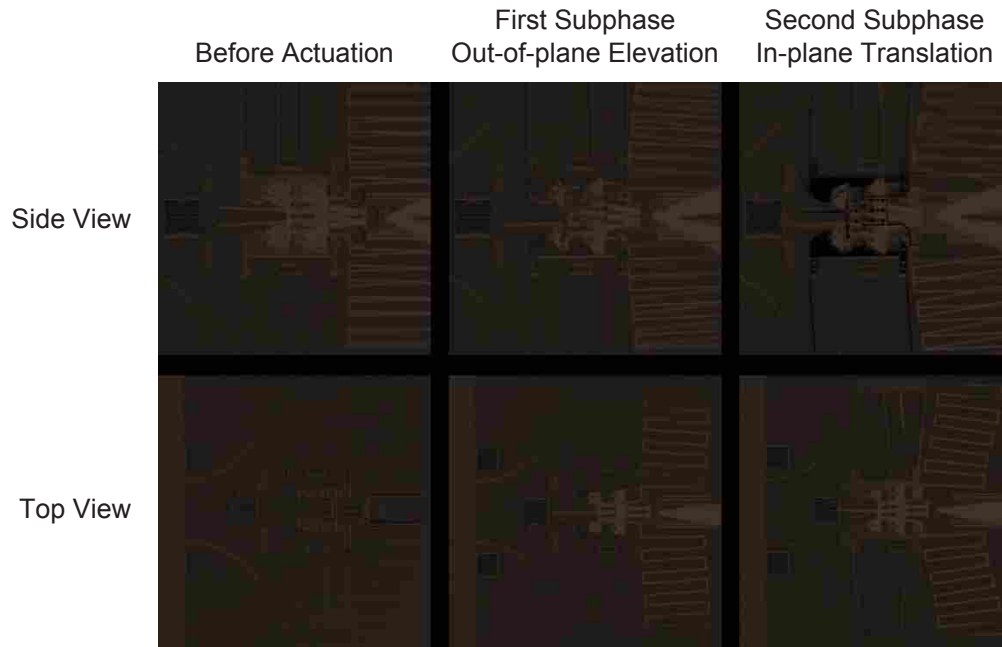 First Subphase
Second Subphase
Before Actuation
Out-of-plane Elevation
In-plane Translation
Side View
Top View